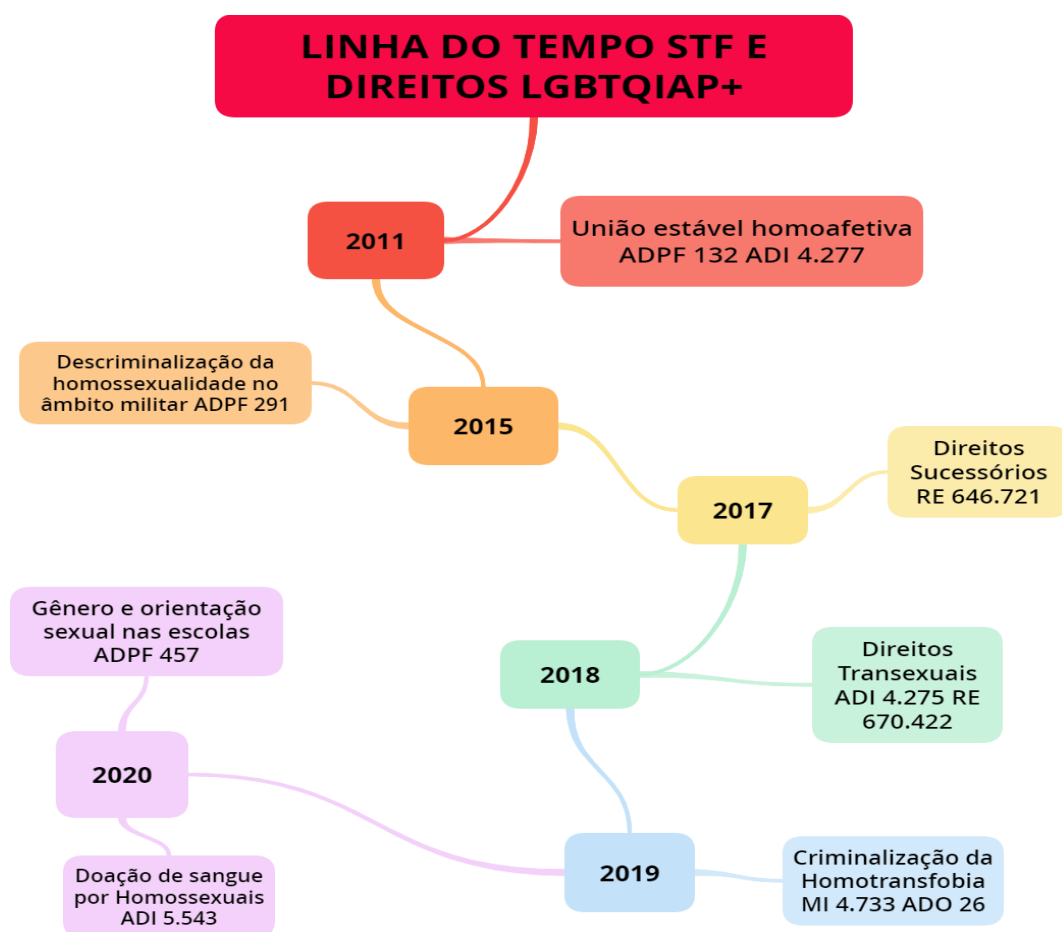 LINHA DO TEMPO STF E
DIREITOS LGBTQIAP+
2011
União estável homoafetiva
ADPF 132 ADI 4.277
Descriminalização da
homossexualidade no
âmbito militar ADPF 291
2015
2017
Direitos
Sucessórios
RE 646.721
2018
Direitos
Transexuais
ADI 4.275 RE
670.422
2019
Criminalização da
Homotransfobia
MI 4.733 ADO 26
Gênero e orientação
sexual nas escolas
ADPF 457
2020
Doação de sangue
por Homossexuais
ADI 5.543